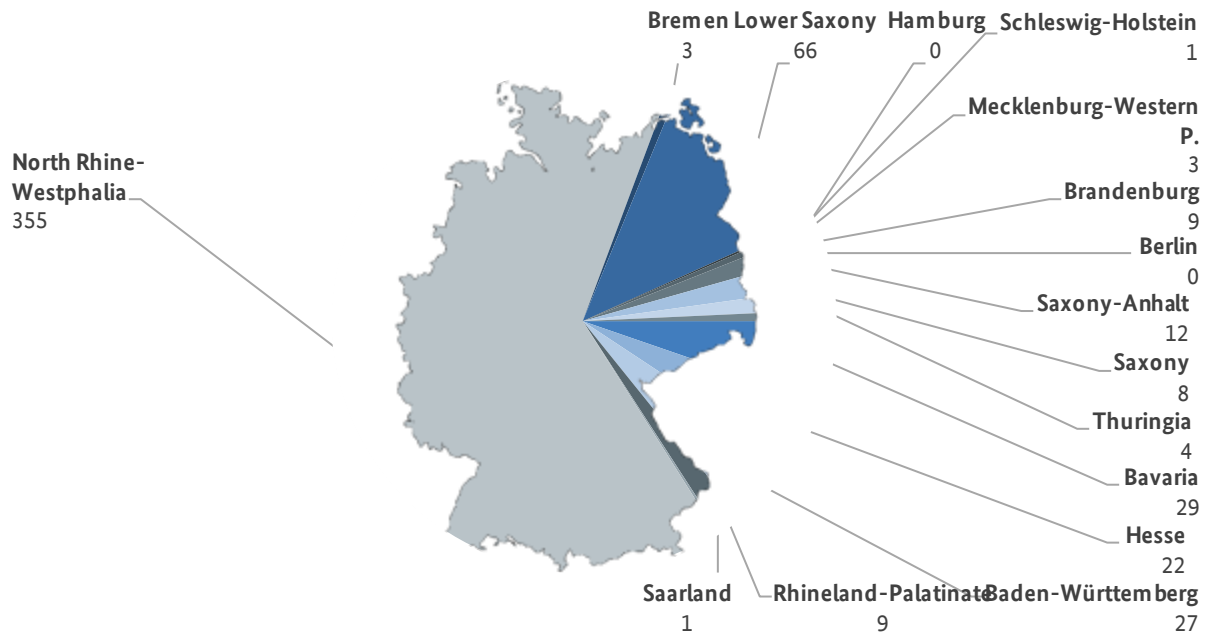 Bremen Lower Saxony Hamburg Schleswig-Holstein
3 66 0 1
Mecklenburg-Western
P.
3
North Rhine-
Westphalia
355
Brandenburg
9
Berlin
0
Saxony-Anhalt
12
Saxony
8
Thuringia
4
Bavaria
29
Hesse
22
Saarland Rhineland-Palatinate Baden-Württemberg
1 9 27